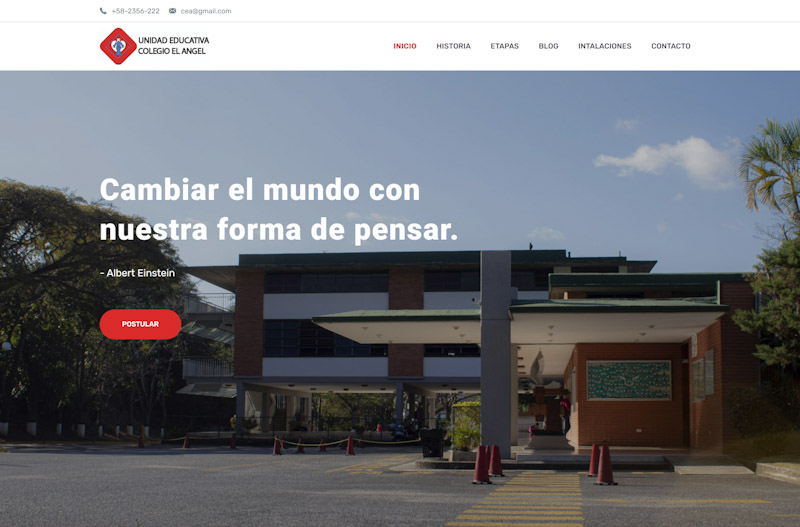 +58-2356-222 cea@gmail.com
UNIDAD EDUCATIVA
COLEGIO EL ANGEL
INICIO HISTORIA ETAPAS BLOG INTALACIONES CONTACTO
Cambiar el mundo con
nuestra forma de pensar.
- Albert Einstein
POSTULAR